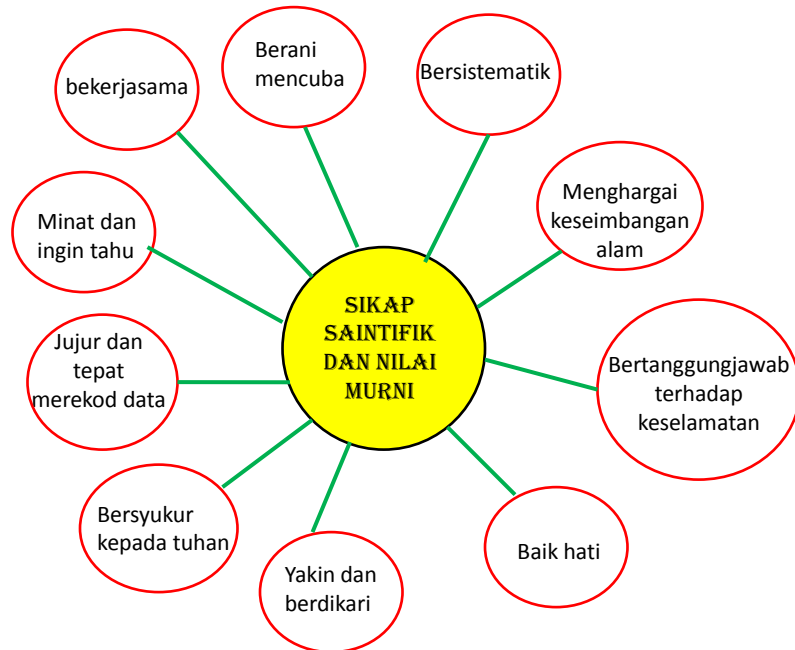 SIKAP
SAINTIFIK
DAN NILAI
MURNI
Berani
mencuba
Bersistematik
Menghargai
keseimbangan
alam
Bertanggungjawab
terhadap
keselamatan
Baik hati
Yakin dan
berdikari
Bersyukur
kepada tuhan
Jujur dan
tepat
merekod data
Minat dan
ingin tahu
bekerjasama